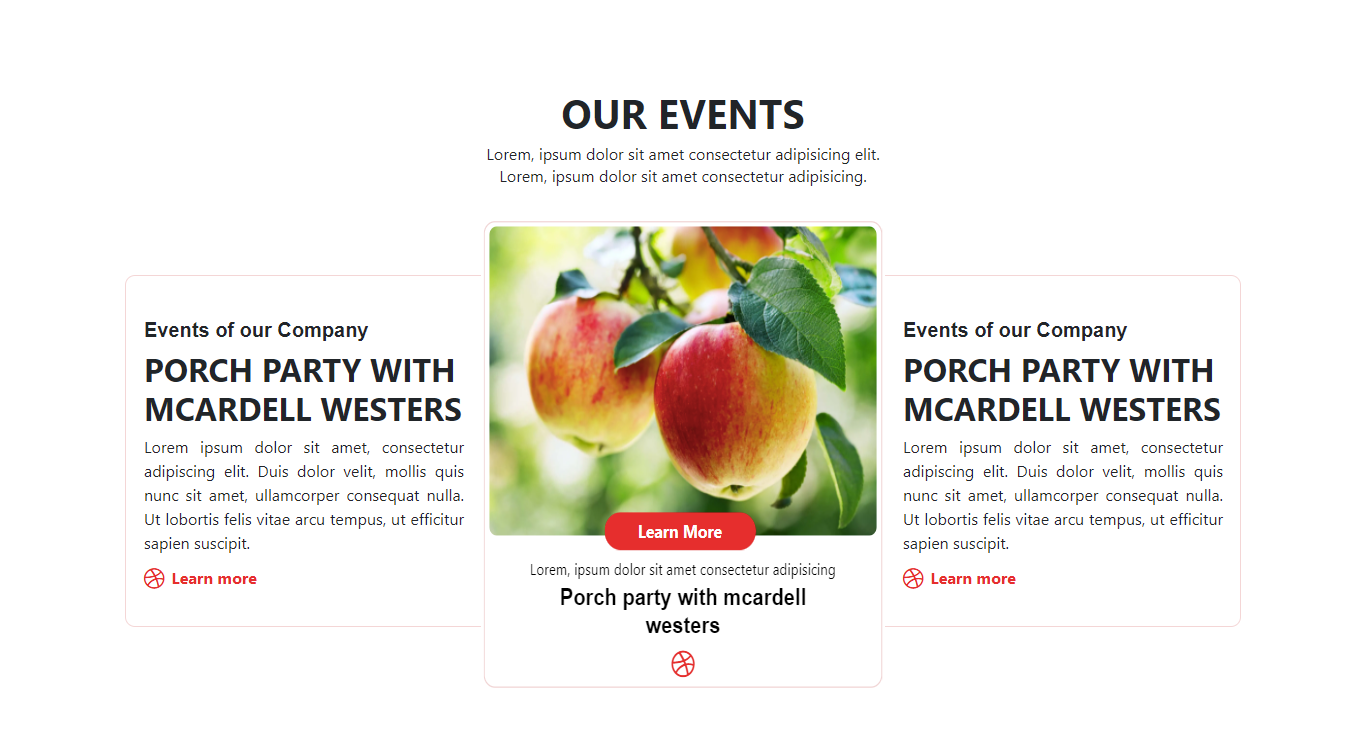 OUR EVENTS
Lorem, ipsum dolor sit amet consectetur adipisicing elit.
Lorem, ipsum dolor sit amet consectetur adipisicing.
Events of our Company
PORCH PARTY WITH
MCARDELL WESTERS
Lorem ipsum dolor sit amet, consectetur
adipiscing elit. Duis dolor velit, mollis quis
nunc sit amet, ullamcorper consequat nulla.
Ut lobortis felis vitae arcu tempus, ut efficitur
sapien suscipit.
Learn more
Learn More
Lorem, ipsum dolor sit amet consectetur adipisicing
Porch party with mcardell
westers
Events of our Company
PORCH PARTY WITH
MCARDELL WESTERS
Lorem ipsum dolor sit amet, consectetur
adipiscing elit. Duis dolor velit, mollis quis
nunc sit amet, ullamcorper consequat nulla.
Ut lobortis felis vitae arcu tempus, ut efficitur
sapien suscipit.
Learn more